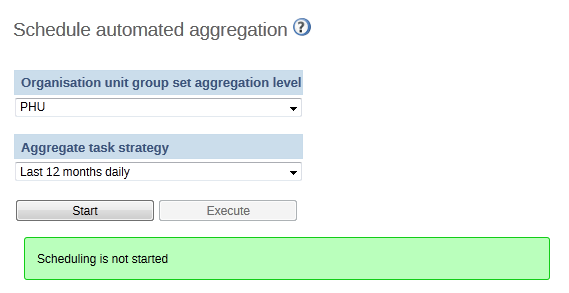 Schedule automated aggregation ?
Organisation unit group set aggregation level
PHU
Aggregate task strategy
Last 12 months daily
Start Execute
Scheduling is not started